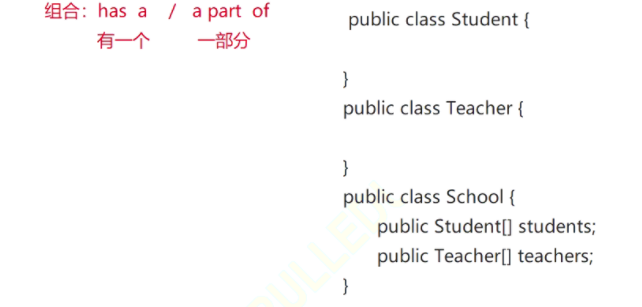 组合：has a / a part of
有一个 一部分
public class Student {
}
public class Teacher {
}
public class School {
public Student[] students;
public Teacher[] teachers;
}